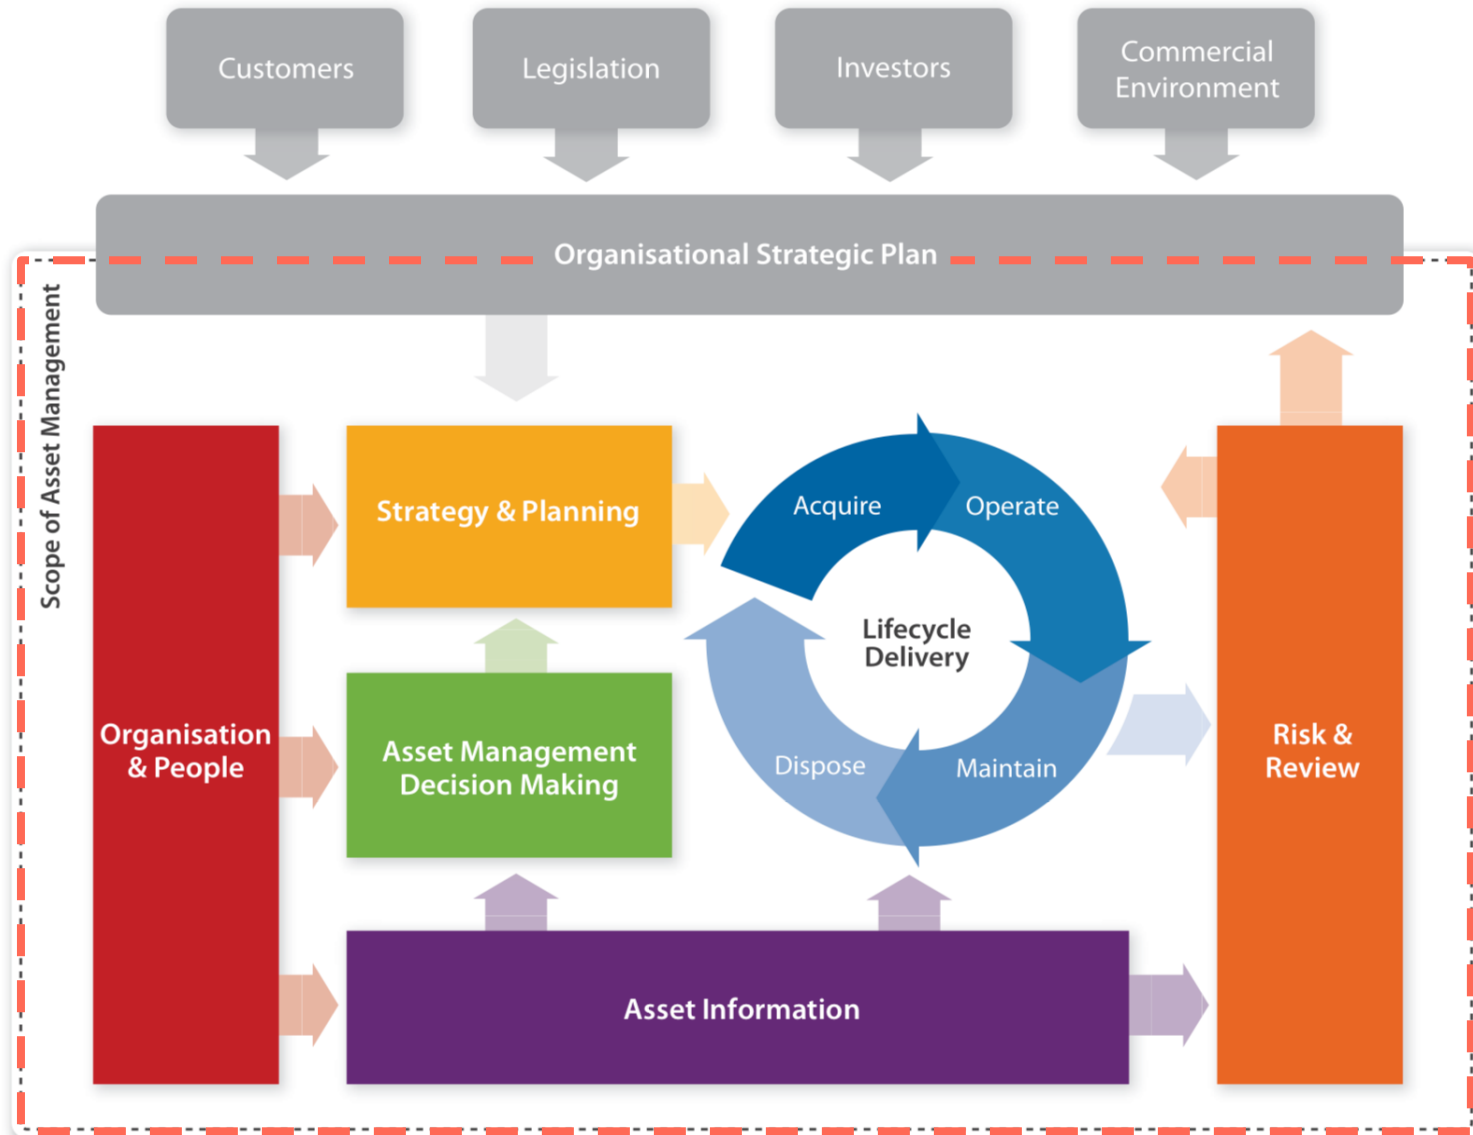 Customers
Legislation
Investors
Commercial
Environment
Organisational Strategic Plan
Scope of Asset Management
Organisation
& People
Strategy & Planning
Asset Management
Decision Making
Acquire
Operate
Lifecycle
Delivery
Dispose
Maintain
Risk &
Review
Asset Information